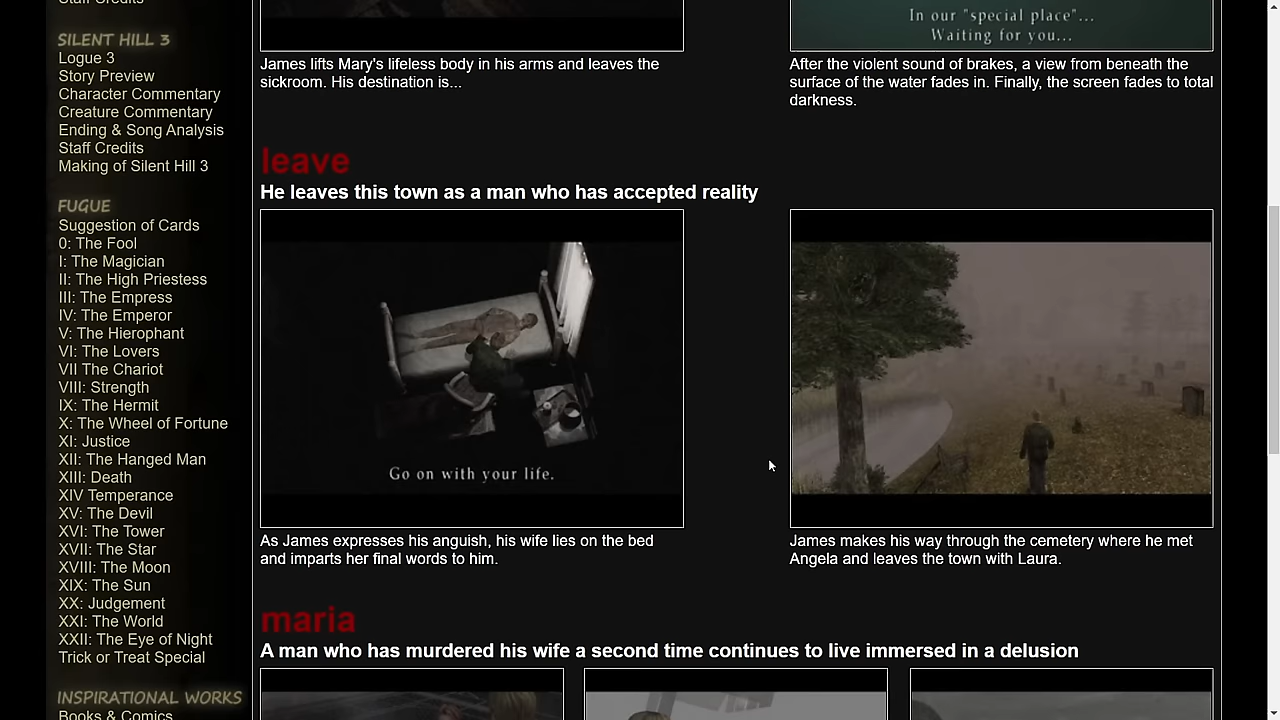 Staff Credits
SILENT HILL 3
Logue 3
Story Preview
Character Commentary
Creature Commentary
Ending & Song Analysis
Staff Credits
Making of Silent Hill 3
FUGUE
Suggestion of Cards
0: The Fool
I: The Magician
II: The High Priestess
III: The Empress
IV: The Emperor
V: The Hierophant
VI: The Lovers
VII The Chariot
VIII: Strength
IX: The Hermit
X: The Wheel of Fortune
XI: Justice
XII: The Hanged Man
XIII: Death
XIV Temperance
XV: The Devil
XVI: The Tower
XVII: The Star
XVIII: The Moon
XIX: The Sun
XX: Judgement
XXI: The World
XXII: The Eye of Night
Trick or Treat Special
INSPIRATIONAL WORKS
Books & Comics
In our "special place"...
Waiting for you...
James lifts Mary's lifeless body in his arms and leaves the
sickroom. His destination is...
After the violent sound of brakes, a view from beneath the
surface of the water fades in. Finally, the screen fades to total
darkness.
leave
He leaves this town as a man who has accepted reality
Go on with your life.
As James expresses his anguish, his wife lies on the bed
and imparts her final words to him.
James makes his way through the cemetery where he met
Angela and leaves the town with Laura.
maria
A man who has murdered his wife a second time continues to live immersed in a delusion